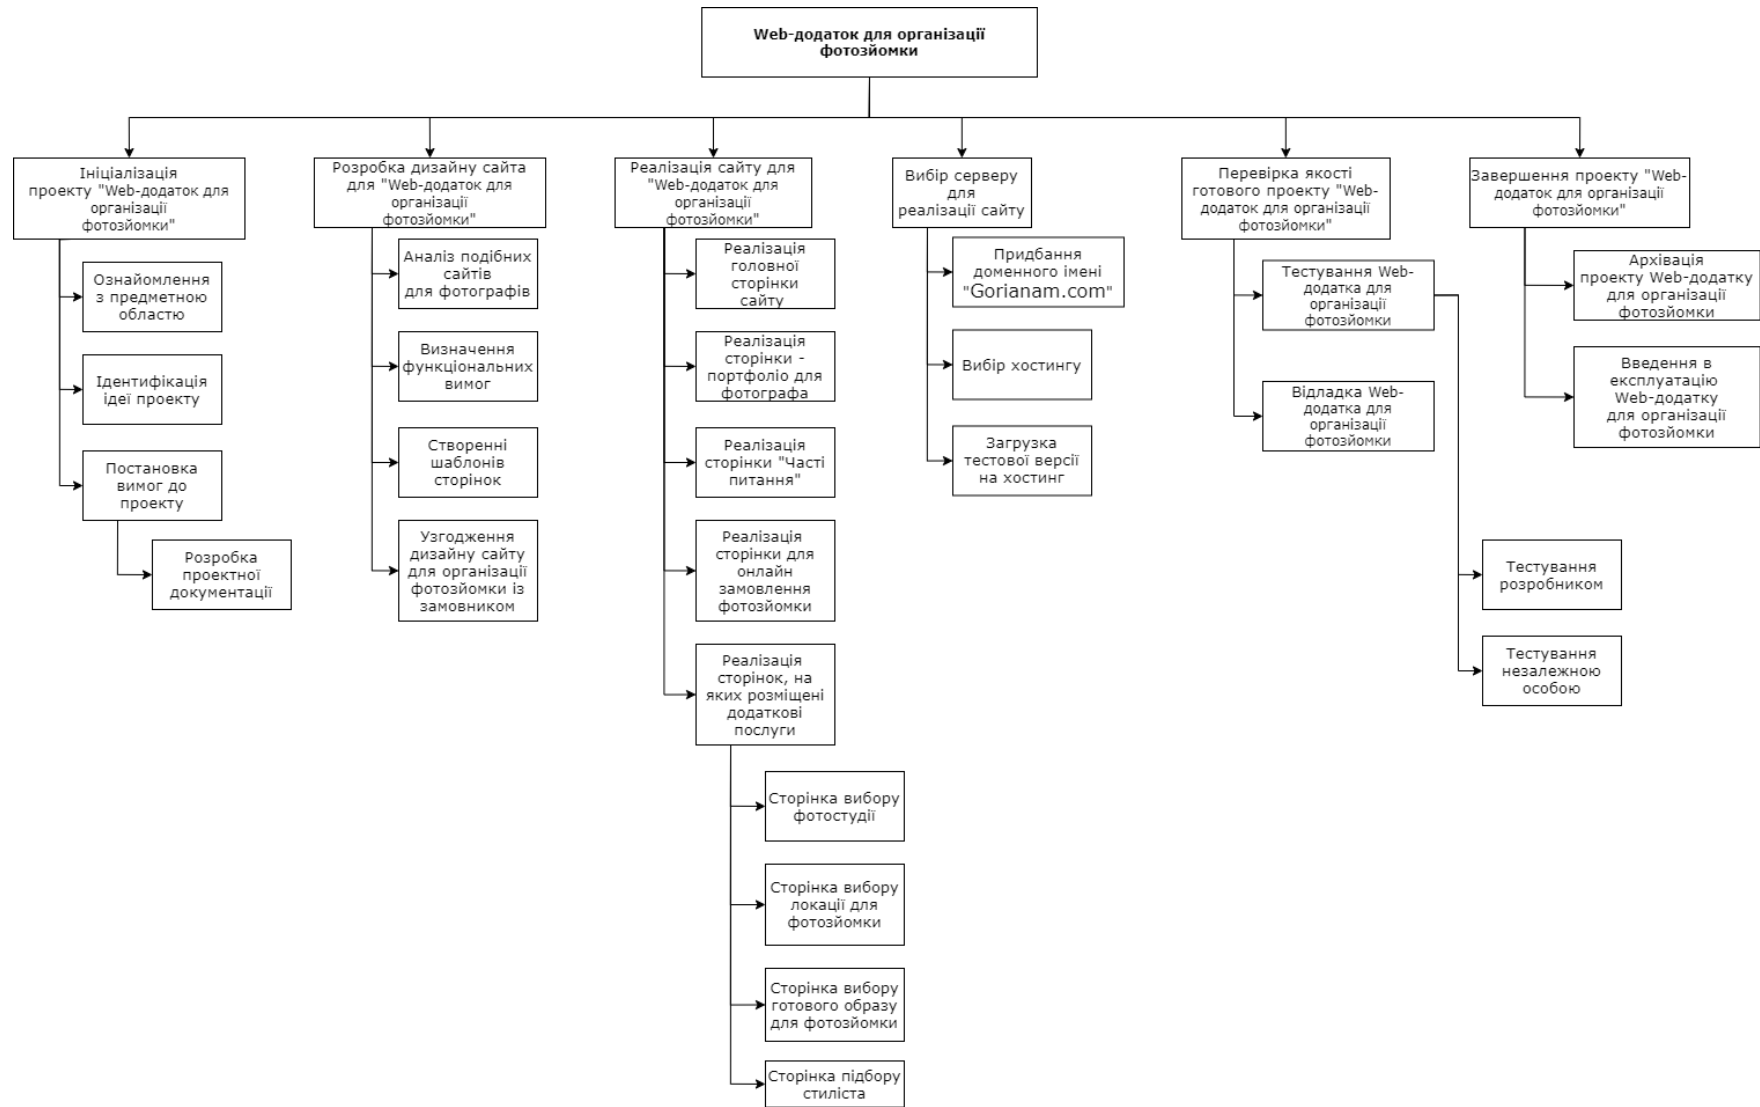 Web-додаток для організації
фотозйомки
Ініціалізація
проекту "Web-додаток для
організації
фотозйомки"
Розробка дизайну сайта
для "Web-додаток для
організації
фотозйомки"
Реалізація сайту для
"Web-додаток для
організації
фотозйомки"
Вибір серверу
для
реалізації сайту
Перевірка якості
готового проекту "Web-
додаток для організації
фотозйомки"
Завершення проекту "Web-
додаток для організації
фотозйомки"
Ознайомлення
з предметною
областю
Ідентифікація
ідеї проекту
Постановка
вимог до
проекту
Розробка
проектної
документації
Аналіз подібних
сайтів
для фотографів
Визначення
функціональних
вимог
Створенні
шаблонів
сторінок
Узгодження
дизайну сайту
для організації
фотозйомки із
замовником
Реалізація
головної
сторінки
сайту
Реалізація
сторінки -
портфоліо для
фотографа
Реалізація
сторінки "Часті
питання"
Реалізація
сторінки для
онлайн
замовлення
фотозйомки
Реалізація
сторінок, на
яких розміщені
додаткові
послуги
Сторінка вибору
фотостудії
Сторінка вибору
локації для
фотозйомки
Сторінка вибору
готового образу
для фотозйомки
Сторінка підбору
стиліста
Придбання
доменного імені
"Gorianam.com"
Вибір хостингу
Загрузка
тестової версії
на хостинг
Тестування Web-
додатка для
організації
фотозйомки
Відладка Web-
додатка для
організації
фотозйомки
Тестування
розробником
Тестування
незалежною
особою
Архівація
проекту Web-додатку
для організації
фотозйомки
Введення в
експлуатацію
Web-додатку
для організації
фотозйомки